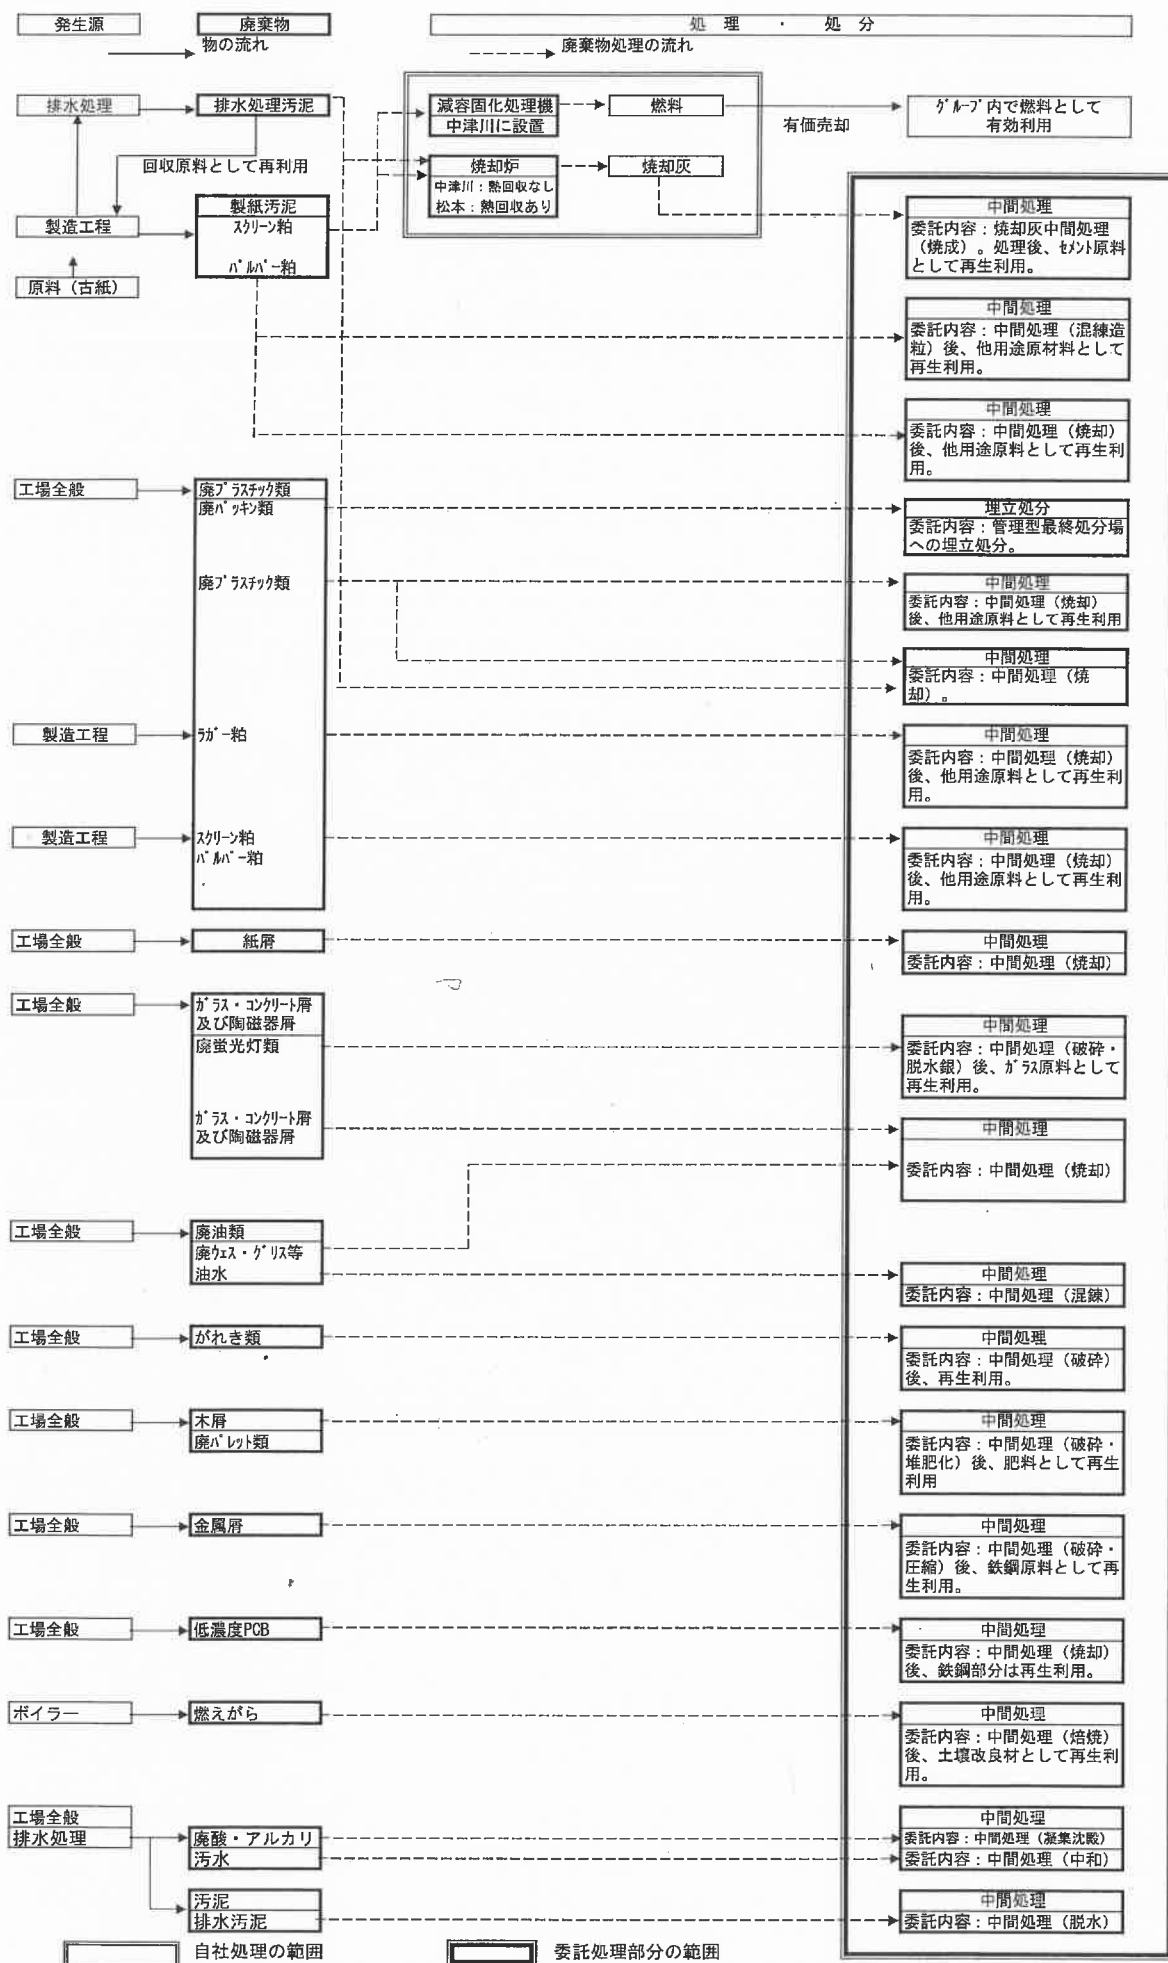 発生源
廃棄物
処 理 ・ 処 分
物の流れ
廃棄物処理の流れ
排水処理
排水処理汚泥
減容固化処理機
中津川に設置
燃料
有価売却
グループ内で燃料として
有効利用
回収原料として再利用
焼却炉
中津川：熱回収なし
松本：熱回収あり
焼却灰
製造工程
製紙汚泥
スクリーン粕
パルパー粕
原料（古紙）
中間処理
委託内容：焼却灰中間処理
（焼成）。処理後、セメント原料
として再生利用。
中間処理
委託内容：中間処理（混練造
粒）後、他用途原材料として
再生利用。
中間処理
委託内容：中間処理（焼却）
後、他用途原料として再生利
用。
工場全般
廃プラスチック類
廃パッキン類
埋立処分
委託内容：管理型最終処分場
への埋立処分。
廃プラスチック類
中間処理
委託内容：中間処理（焼却）
後、他用途原料として再生利用
中間処理
委託内容：中間処理（焼
却）。
製造工程
ラガー粕
中間処理
委託内容：中間処理（焼却）
後、他用途原料として再生利
用。
製造工程
スクリーン粕
パルパー粕
中間処理
委託内容：中間処理（焼却）
後、他用途原料として再生利
用。
工場全般
紙屑
中間処理
委託内容：中間処理（焼却）
工場全般
ガラス・コンクリート屑
及び陶磁器屑
廃蛍光灯類
中間処理
委託内容：中間処理（破砕・
脱水銀）後、ガラス原料として
再生利用。
ガラス・コンクリート屑
及び陶磁器屑
中間処理
委託内容：中間処理（焼却）
工場全般
廃油類
廃ウェス・グリス等
油水
中間処理
委託内容：中間処理（混錬）
工場全般
がれき類
中間処理
委託内容：中間処理（破砕）
後、再生利用。
工場全般
木屑
廃パレット類
中間処理
委託内容：中間処理（破砕・
堆肥化）後、肥料として再生
利用
工場全般
金属屑
中間処理
委託内容：中間処理（破砕・
圧縮）後、鉄鋼原料として再
生利用。
工場全般
低濃度PCB
中間処理
委託内容：中間処理（焼却）
後、鉄鋼部分は再生利用。
ボイラー
燃えがら
中間処理
委託内容：中間処理（焙焼）
後、土壌改良材として再生利
用。
工場全般
排水処理
廃酸・アルカリ
汚水
中間処理
委託内容：中間処理（凝集沈殿）
委託内容：中間処理（中和）
汚泥
排水汚泥
中間処理
委託内容：中間処理（脱水）
自社処理の範囲
委託処理部分の範囲